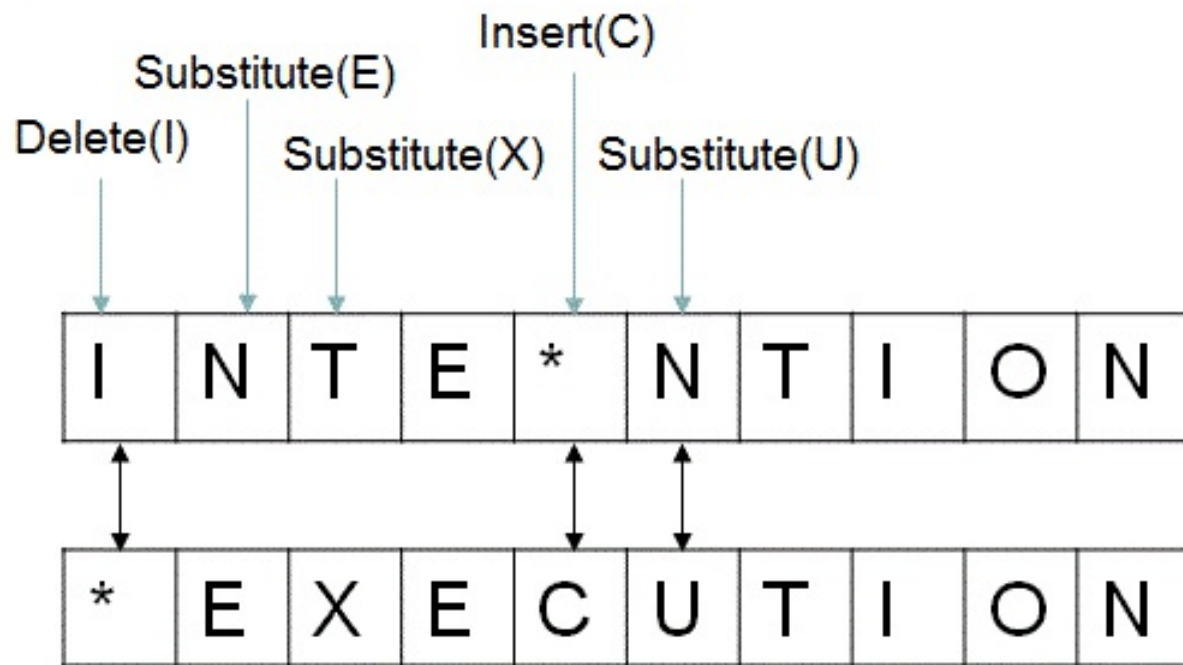 Insert(C)
Substitute(E)
Delete(I)
Substitute(X) Substitute(U)
I N T E * N T I O N
* E X E C U T I O N